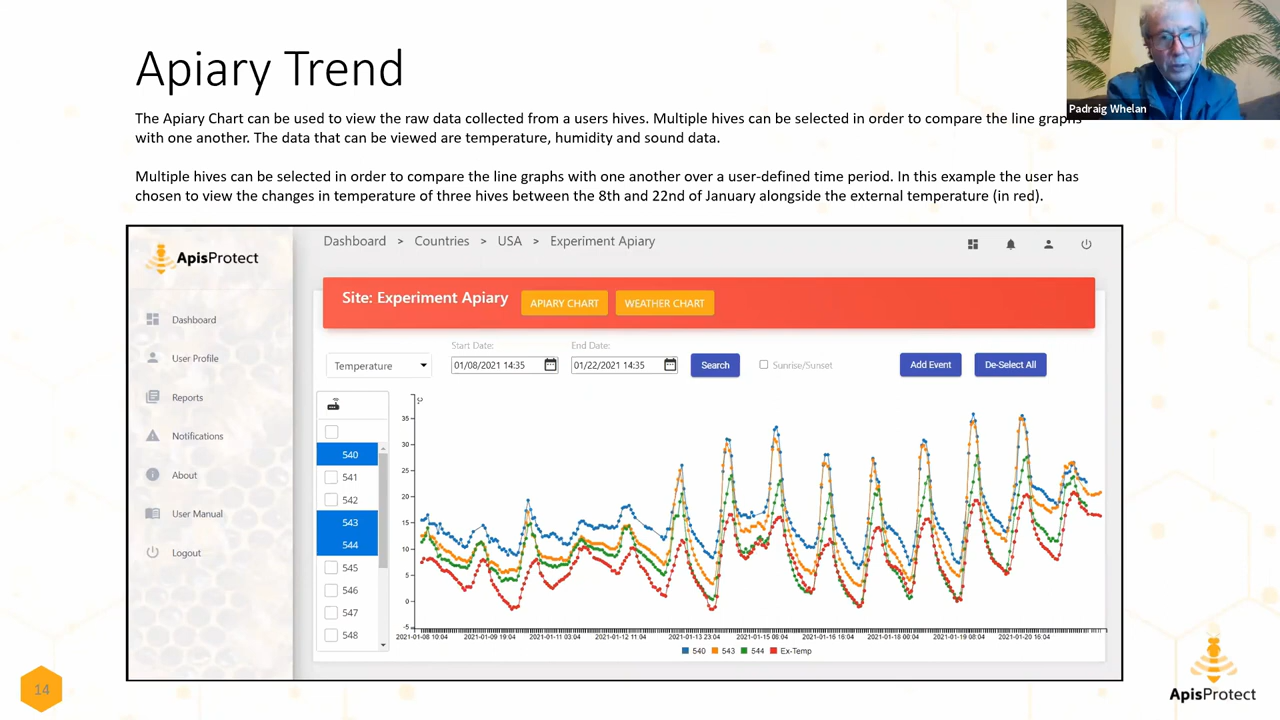 Apiary Trend
Padraig Whelan
The Apiary Chart can be used to view the raw data collected from a users hives. Multiple hives can be selected in order to compare the line graphs
with one another. The data that can be viewed are temperature, humidity and sound data.
Multiple hives can be selected in order to compare the line graphs with one another over a user-defined time period. In this example the user has
chosen to view the changes in temperature of three hives between the 8th and 22nd of January alongside the external temperature (in red).
ApisProtect
Dashboard > Countries > USA > Experiment Apiary
Dashboard
User Profile
Reports
Notifications
About
User Manual
Logout
Site: Experiment Apiary
APIARY CHART
WEATHER CHART
Temperature
Start Date:
01/08/2021 14:35
End Date:
01/22/2021 14:35
Search
Sunrise/Sunset
Add Event
De-Select All
540
541
542
543
544
545
546
547
548
°C
35
30
25
20
15
10
5
0
-5
2021-01-08 10:04
2021-01-09 19:04
2021-01-11 03:04
2021-01-12 11:04
2021-01-13 23:04
2021-01-15 08:04
2021-01-16 16:04
2021-01-18 00:04
2021-01-19 08:04
2021-01-20 16:04
540
543
544
Ex-Temp
14
ApisProtect